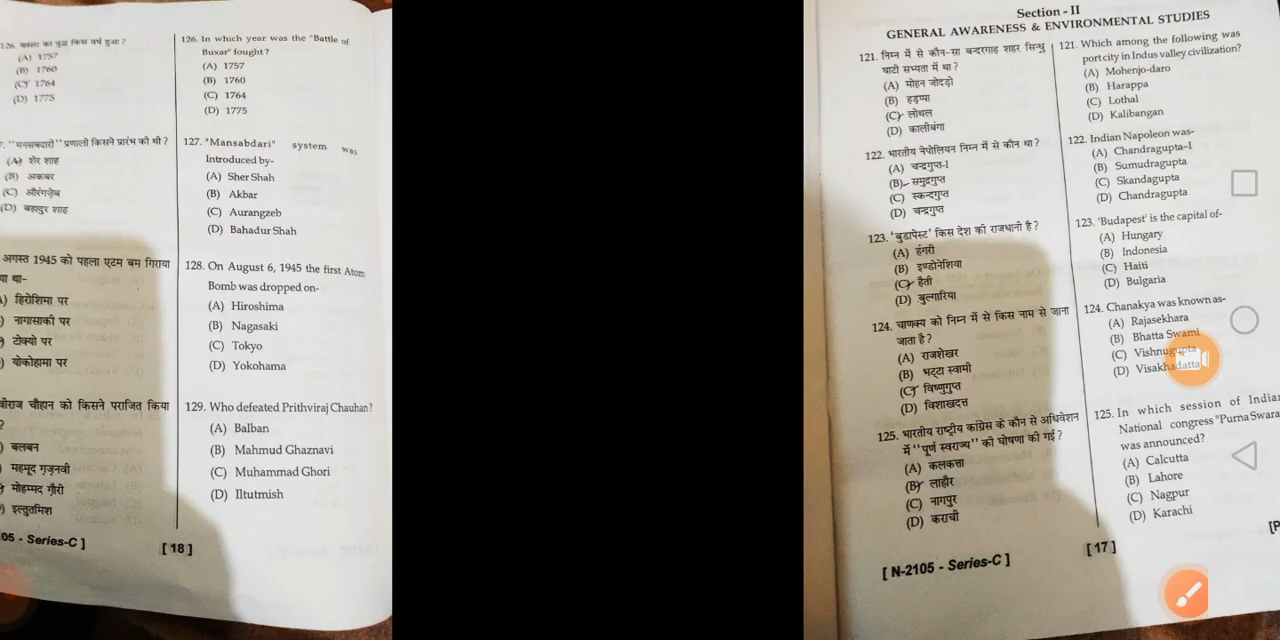 126. बक्सर का युद्ध किस वर्ष हुआ ?
(A) 1757
(B) 1760
(C) 1764
(D) 1775
"मनसबदारी" प्रणाली किसने प्रारंभ की थी ?
(A) शेर शाह
(B) अकबर
(C) औरंगज़ेब
(D) बहादुर शाह
अगस्त 1945 को पहला एटम बम गिराया
था-
हिरोशिमा पर
नागासाकी पर
टोक्यो पर
योकोहामा पर
चौहान को किसने पराजित किया
?
बलबन
महमूद गज़नवी
मोहम्मद गौरी
इल्तुतमिश
05 - Series-C ]
126. In which year was the "Battle of
Buxar" fought ?
(A) 1757
(B) 1760
(C) 1764
(D) 1775
127. "Mansabdari" system was
Introduced by-
(A) Sher Shah
(B) Akbar
(C) Aurangzeb
(D) Bahadur Shah
128. On August 6, 1945 the first Atom
Bomb was dropped on-
(A) Hiroshima
(B) Nagasaki
(C) Tokyo
(D) Yokohama
129. Who defeated Prithviraj Chauhan?
(A) Balban
(B) Mahmud Ghaznavi
(C) Muhammad Ghori
(D) Iltutmish
[ 18 ]
Section - II
GENERAL AWARENESS & ENVIRONMENTAL STUDIES
121. निम्न में से कौन-सा बन्दरगाह शहर सिन्धु
घाटी सभ्यता में था ?
(A) मोहन जोदड़ो
(B) हड़प्पा
(C) लोथल
(D) कालीबंगा
122. भारतीय नेपोलियन निम्न में से कौन था ?
(A) चन्द्रगुप्त-I
(B) समुद्रगुप्त
(C) स्कन्दगुप्त
(D) चन्द्रगुप्त
123. 'बुडापेस्ट' किस देश की राजधानी है ?
(A) हंगरी
(B) इण्डोनेशिया
(C) हैती
(D) बुल्गारिया
124. चाणक्य को निम्न में से किस नाम से जाना
जाता है ?
(A) राजशेखर
(B) भट्टा स्वामी
(C) विष्णुगुप्त
(D) विशाखदत्त
125. भारतीय राष्ट्रीय कांग्रेस के कौन से अधिवेशन
में "पूर्ण स्वराज्य" की घोषणा की गई ?
(A) कलकत्ता
(B) लाहौर
(C) नागपुर
(D) कराची
[ N-2105 - Series-C ]
121. Which among the following was
port city in Indus valley civilization?
(A) Mohenjo-daro
(B) Harappa
(C) Lothal
(D) Kalibangan
122. Indian Napoleon was-
(A) Chandragupta-I
(B) Sumudragupta
(C) Skandagupta
(D) Chandragupta
123. 'Budapest' is the capital of-
(A) Hungary
(B) Indonesia
(C) Haiti
(D) Bulgaria
124. Chanakya was known as-
(A) Rajasekhara
(B) Bhatta Swami
(C) Vishnugupta
(D) Visakhadatta
125. In which session of Indian
National congress "Purna Swara
was announced?
(A) Calcutta
(B) Lahore
(C) Nagpur
(D) Karachi
[ 17 ]
[P